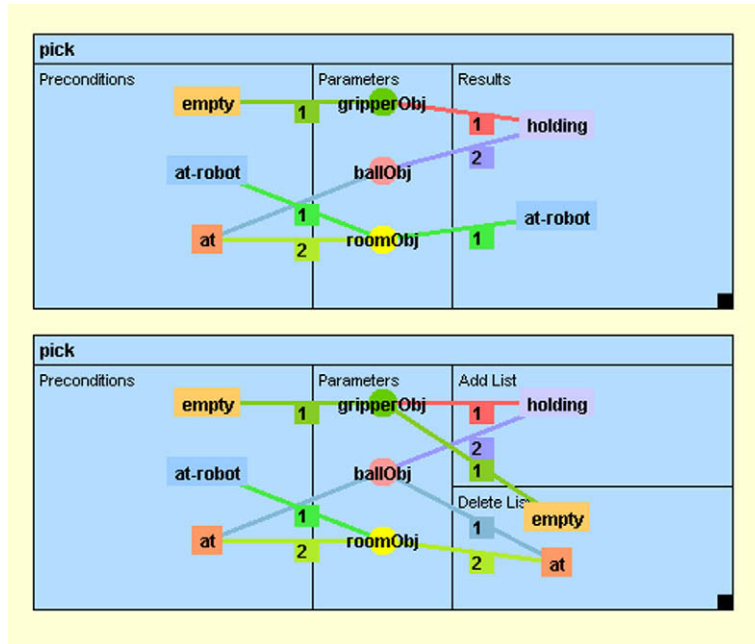 pick
Preconditions Parameters Results
empty 1 gripperObj 1 holding
at-robot ballObj 2
1 at-robot
at 2 roomObj 1
pick
Preconditions Parameters Add List
empty 1 gripperObj 1 holding
2
at-robot ballObj 1
Delete List
1 1 empty
at 2 roomObj 2 at